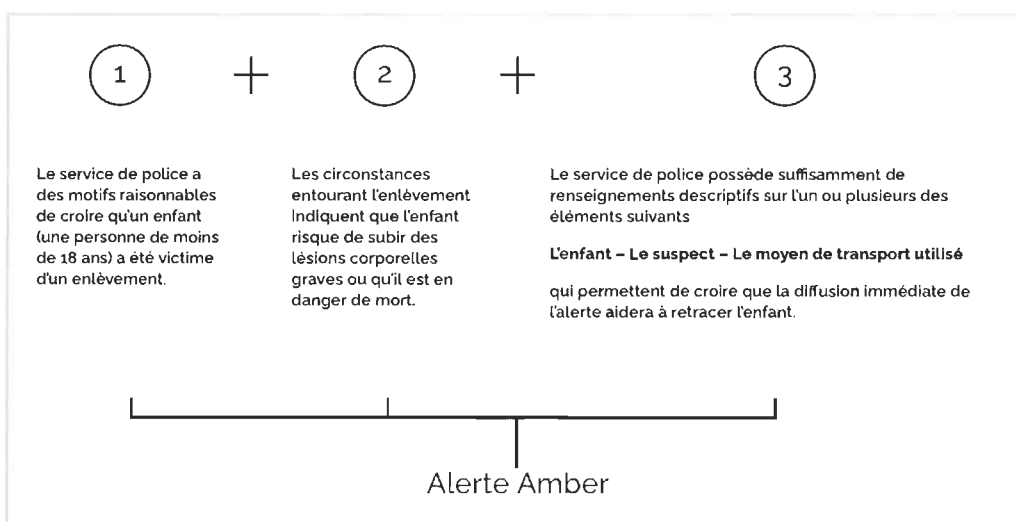 1 + 2 + 3
Le service de police a
des motifs raisonnables
de croire qu'un enfant
(une personne de moins
de 18 ans) a été victime
d'un enlèvement.
Les circonstances
entourant l'enlèvement
indiquent que l'enfant
risque de subir des
lésions corporelles
graves ou qu'il est en
danger de mort.
Le service de police possède suffisamment de
renseignements descriptifs sur l'un ou plusieurs des
éléments suivants
L'enfant – Le suspect – Le moyen de transport utilisé
qui permettent de croire que la diffusion immédiate de
l'alerte aidera à retracer l'enfant.
Alerte Amber